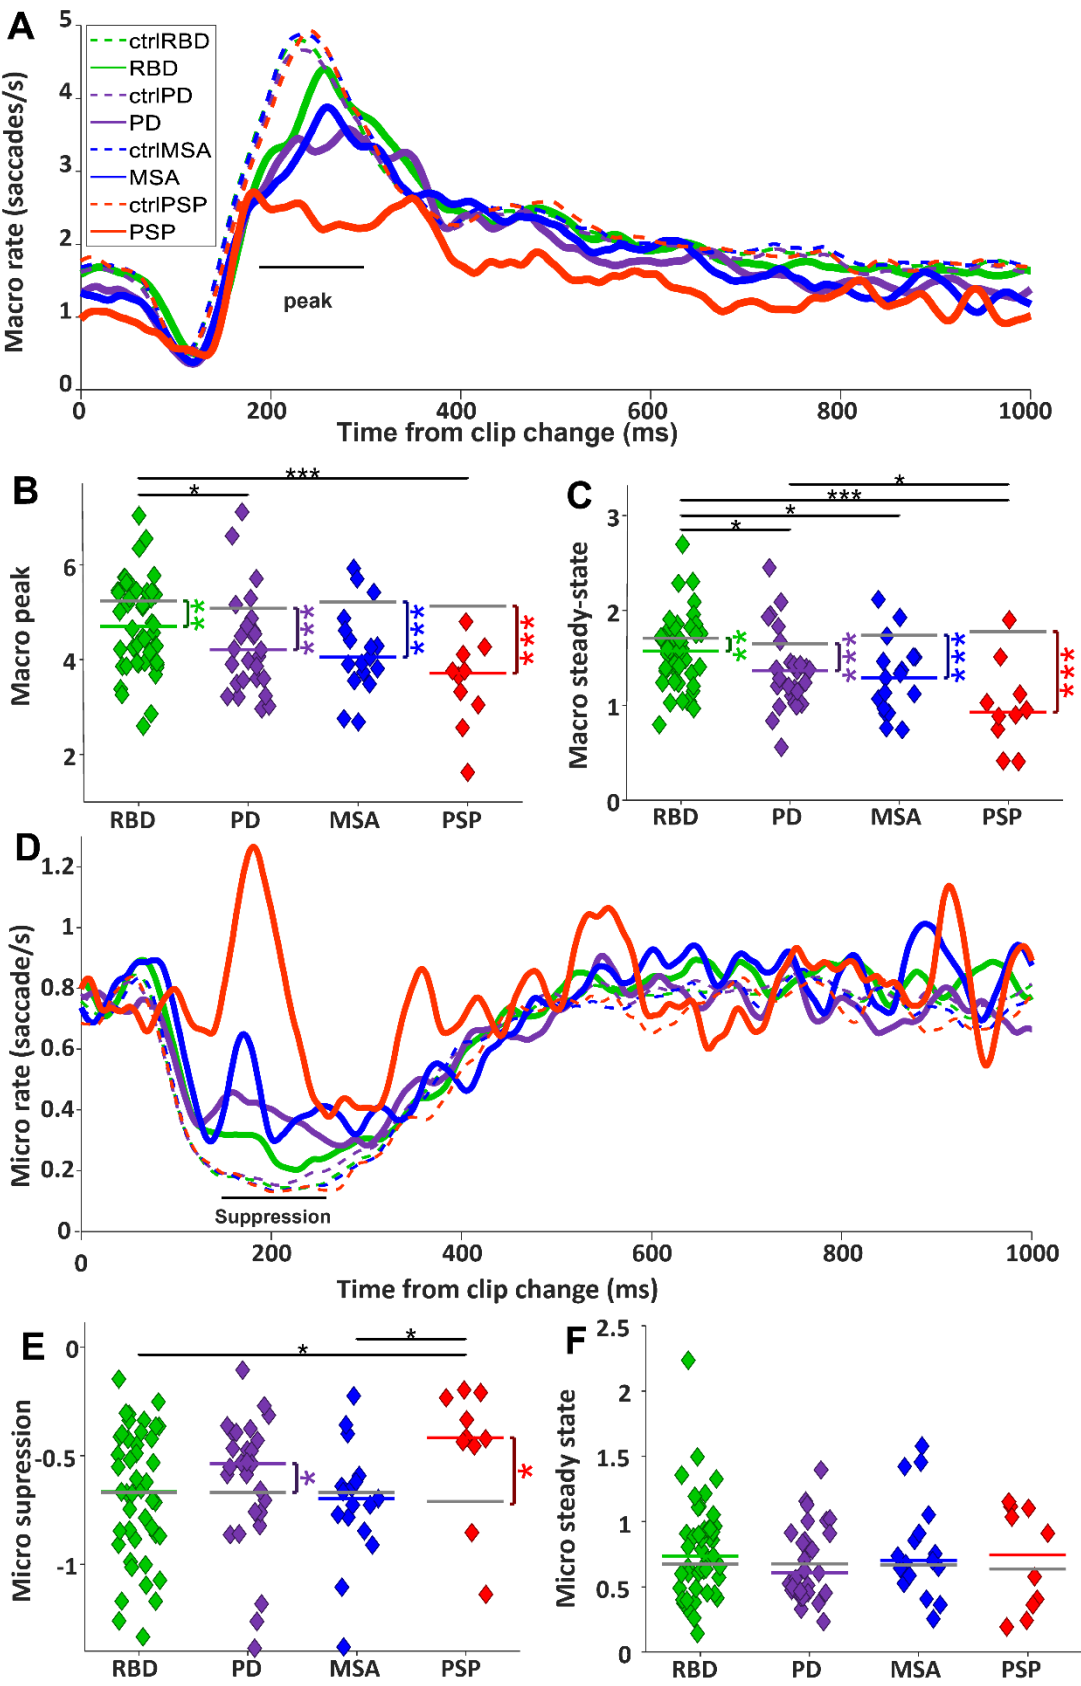 A
Macro rate (saccades/s)
5
4
3
2
1
0
ctrlRBD
RBD
ctrlPD
PD
ctrlMSA
MSA
ctrlPSP
PSP
peak
0 200 400 600 800 1000
Time from clip change (ms)
B
Macro peak
6
4
2
***
*
**
***
***
***
RBD PD MSA PSP
C
Macro steady-state
3
2
1
0
*
***
*
*
**
***
***
***
RBD PD MSA PSP
D
Micro rate (saccade/s)
1.2
1
0.8
0.6
0.4
0.2
0
Suppression
0 200 400 600 800 1000
Time from clip change (ms)
E
Micro supression
0
-0.5
-1
*
*
*
*
RBD PD MSA PSP
F
Micro steady state
2.5
2
1.5
1
0.5
0
RBD PD MSA PSP